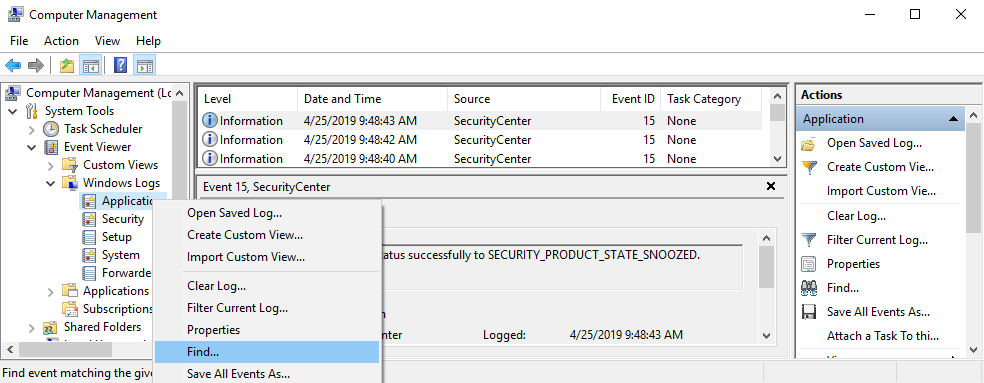 Computer Management
File Action View Help
Computer Management (Lo
System Tools
Task Scheduler
Event Viewer
Custom Views
Windows Logs
Applicatio
Security
Setup
System
Forwarde
Applications
Subscriptions
Shared Folders
Level Date and Time Source Event ID Task Category
Information 4/25/2019 9:48:43 AM SecurityCenter 15 None
Information 4/25/2019 9:48:42 AM SecurityCenter 15 None
Information 4/25/2019 9:48:40 AM SecurityCenter 15 None
Event 15, SecurityCenter
tatus successfully to SECURITY_PRODUCT_STATE_SNOOZED.
nter Logged: 4/25/2019 9:48:43 AM
Open Saved Log...
Create Custom View...
Import Custom View...
Clear Log...
Filter Current Log...
Properties
Find...
Save All Events As...
Actions
Application
Open Saved Log...
Create Custom View...
Import Custom View...
Clear Log...
Filter Current Log...
Properties
Find...
Save All Events As...
Attach a Task To thi...
Find event matching the give